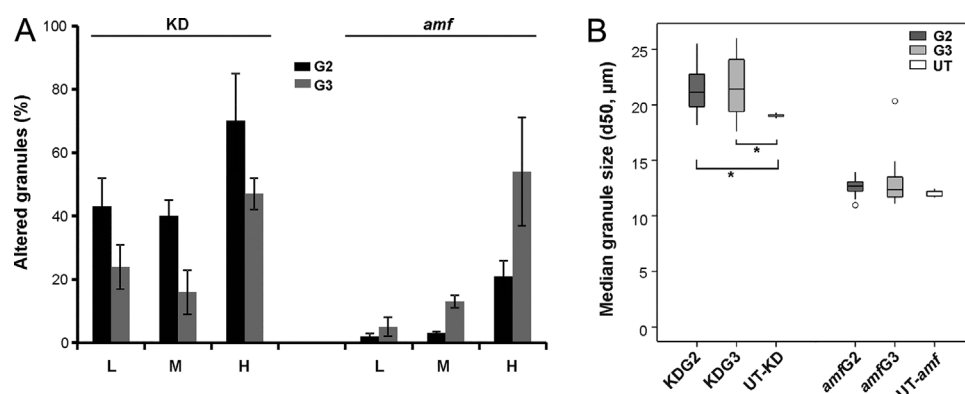 A
KD
amf
100
80
60
40
20
0
Altered granules (%)
G2
G3
L M H L M H
B
G2
G3
UT
25
20
15
10
5
0
Median granule size (d50, µm)
*
*
KDG2 KDG3 UT-KD amfG2 amfG3 UT-amf